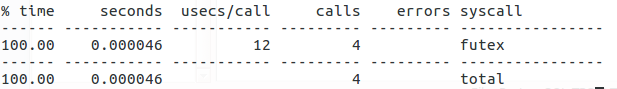 % time     seconds  usecs/call     calls    errors syscall
------ ----------- ----------- --------- --------- ----------------
100.00    0.000046          12         4           futex
------ ----------- ----------- --------- --------- ----------------
100.00    0.000046                     4           total